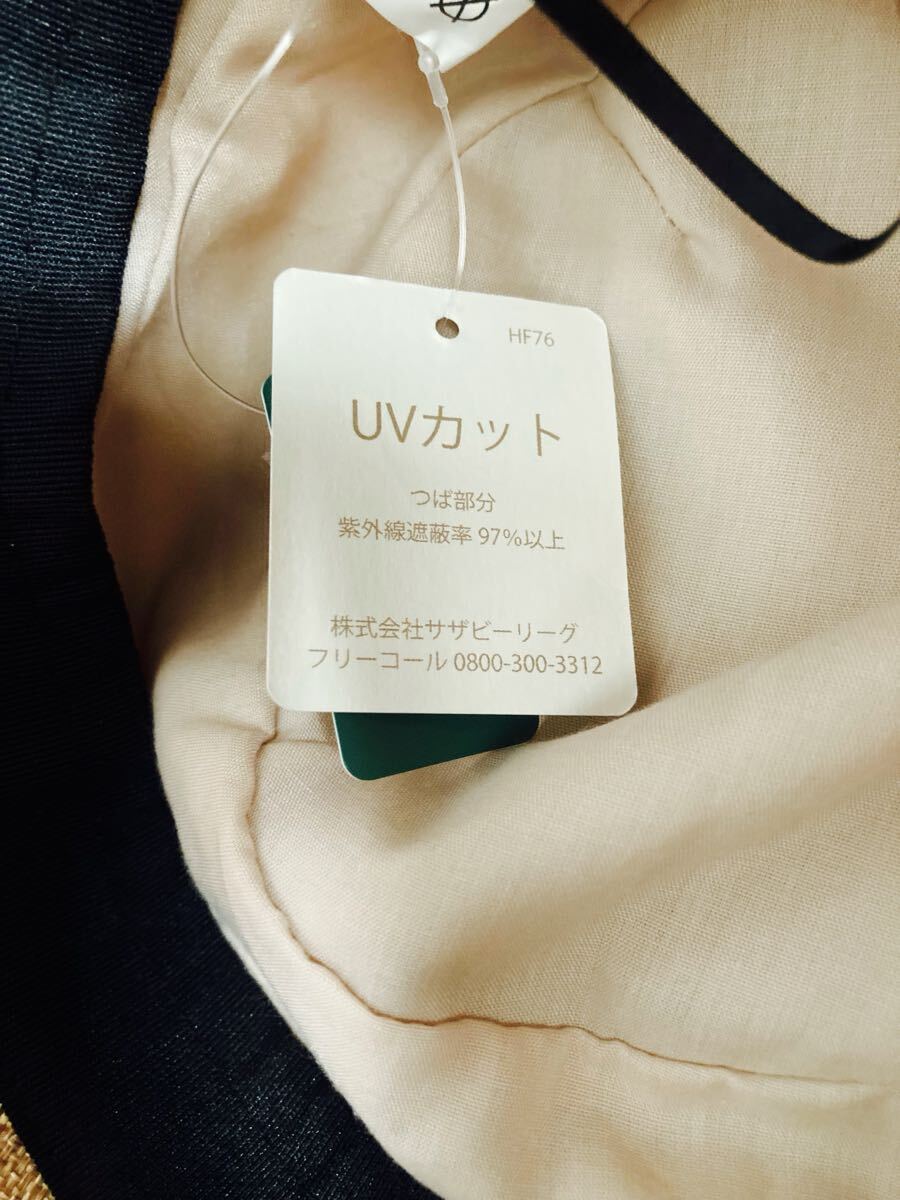 HF76
UVカット
つば部分
紫外線遮蔽率 97%以上
株式会社サザビーリーグ
フリーコール 0800-300-3312